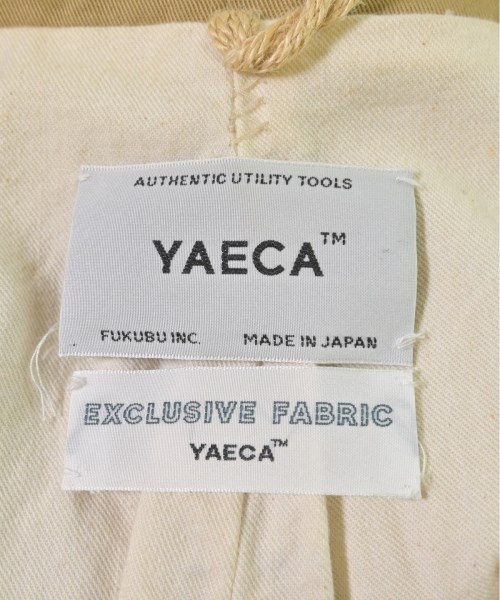 AUTHENTIC UTILITY TOOLS
YAECA™
FUKUBU INC. MADE IN JAPAN
EXCLUSIVE FABRIC
YAECA™